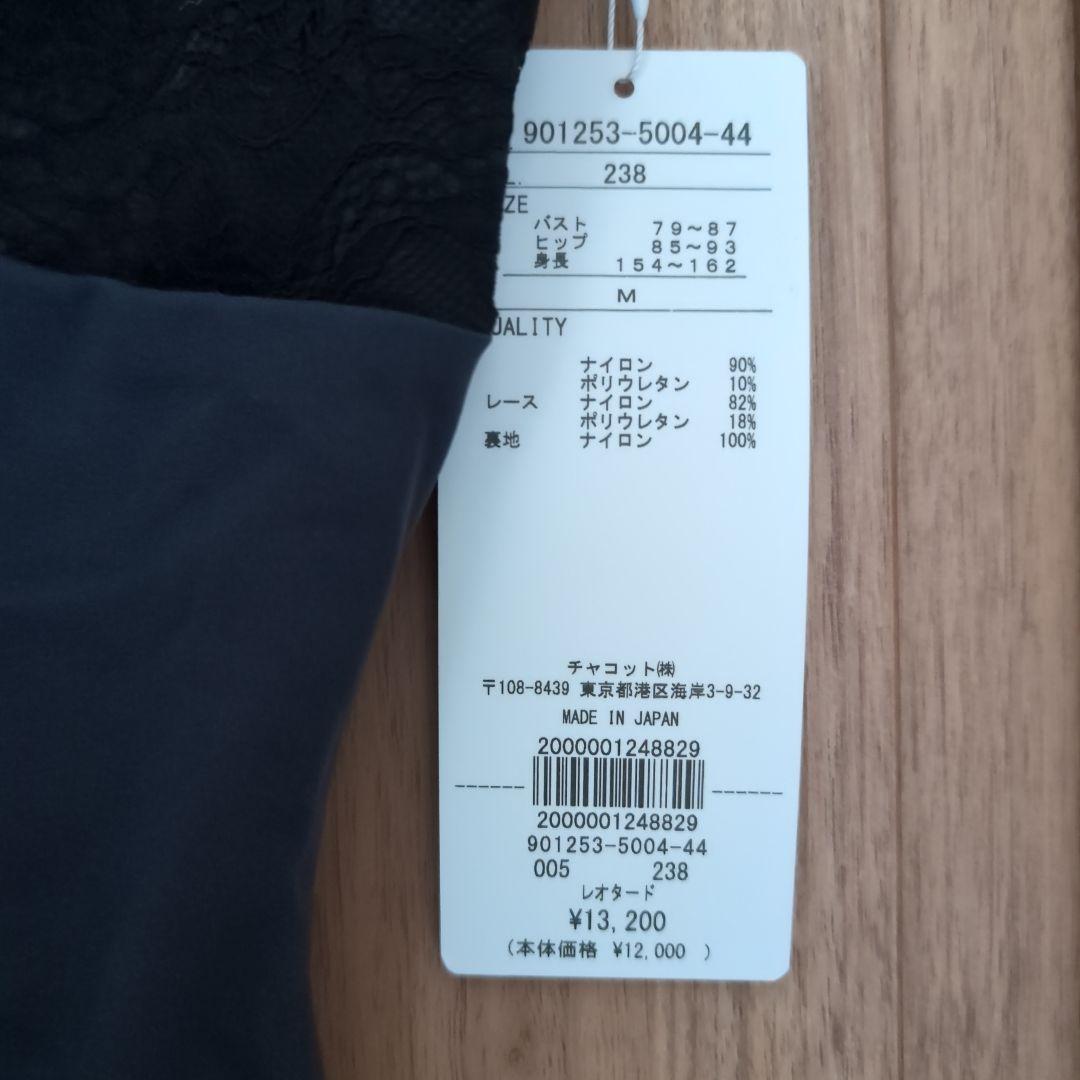 901253-5004-44
238
ZE
バスト 79～87
ヒップ 85～93
身長 154～162
M
UALITY
ナイロン 90%
ポリウレタン 10%
レース ナイロン 82%
ポリウレタン 18%
裏地 ナイロン 100%
チャコット㈱
〒108-8439 東京都港区海岸3-9-32
MADE IN JAPAN
2000001248829
2000001248829
901253-5004-44
005 238
レオタード
¥13,200
(本体価格 ¥12,000 )